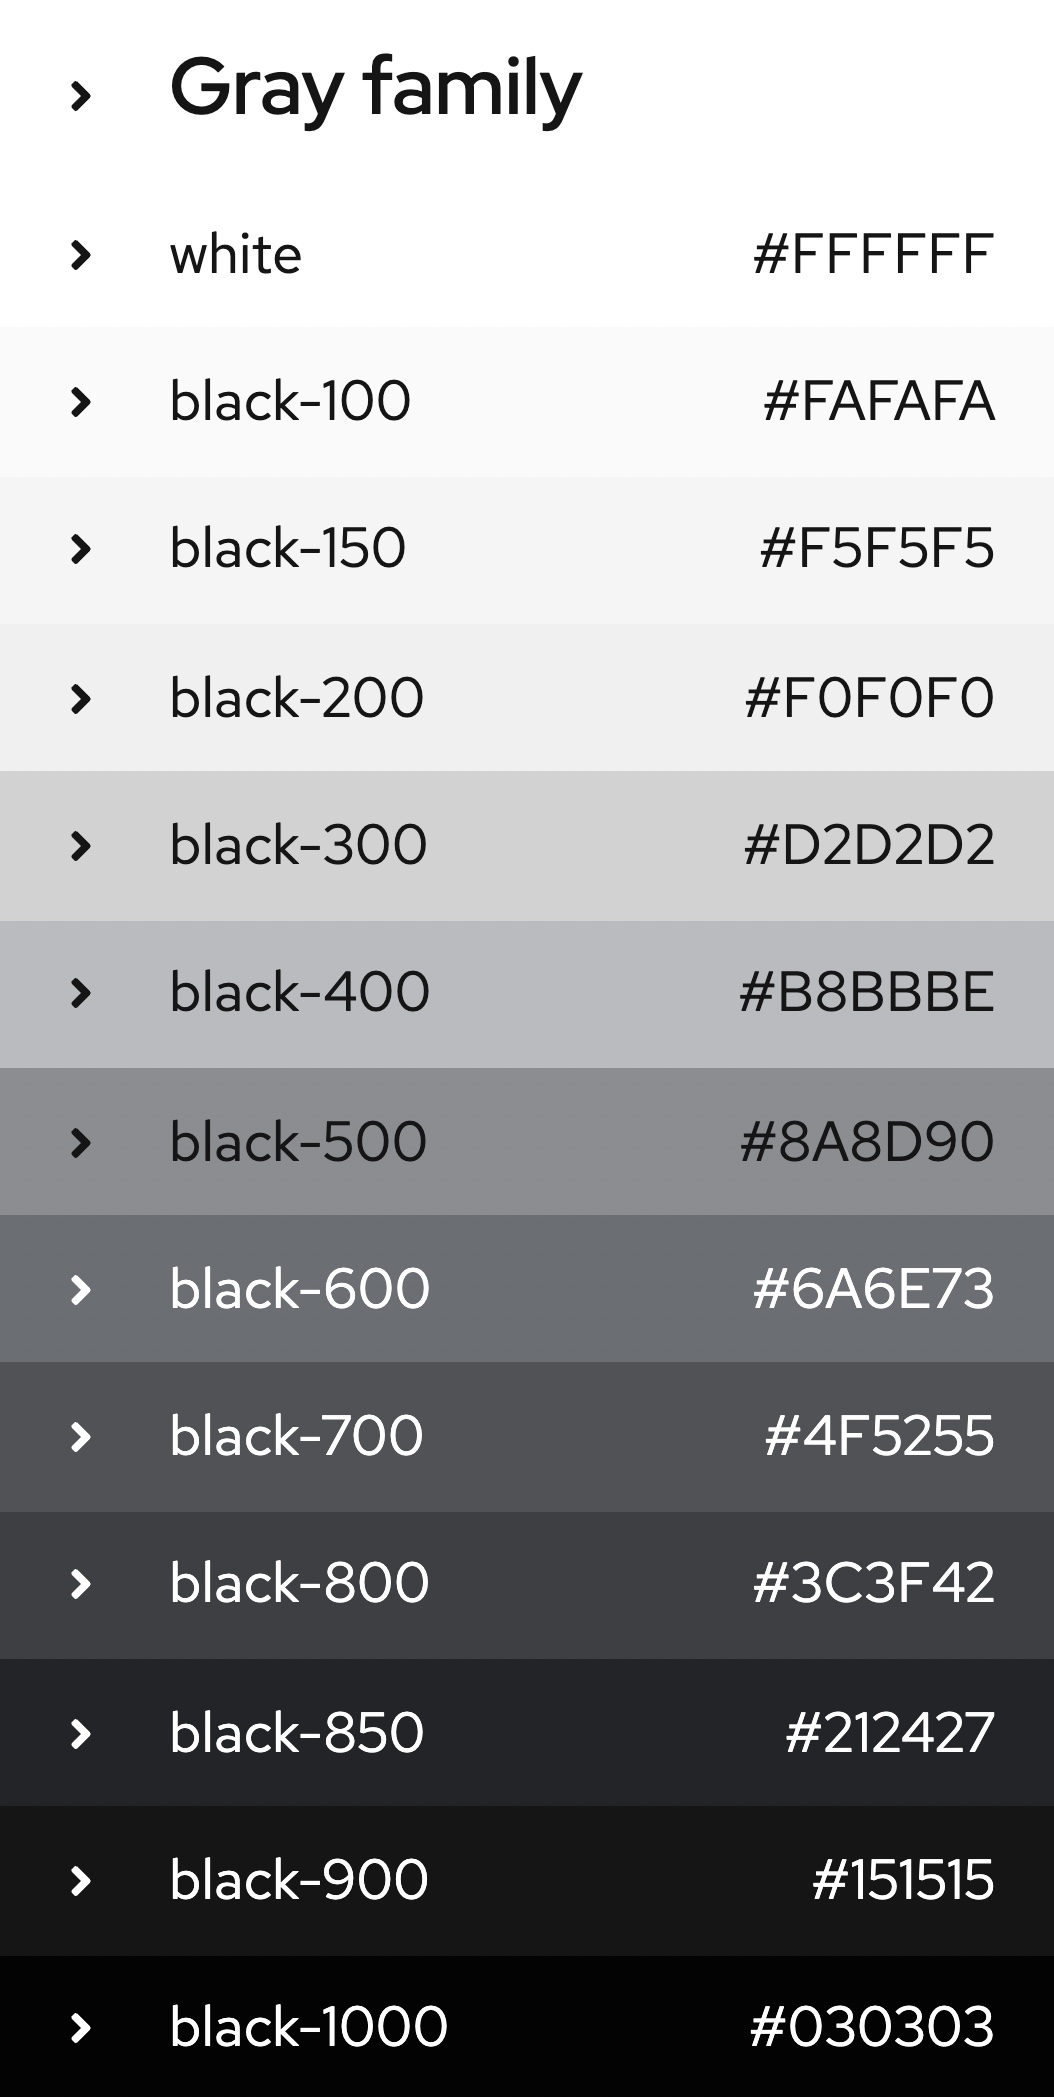 Gray family
white #FFFFFF
black-100 #FAFAFA
black-150 #F5F5F5
black-200 #F0F0F0
black-300 #D2D2D2
black-400 #B8BBBE
black-500 #8A8D90
black-600 #6A6E73
black-700 #4F5255
black-800 #3C3F42
black-850 #212427
black-900 #151515
black-1000 #030303